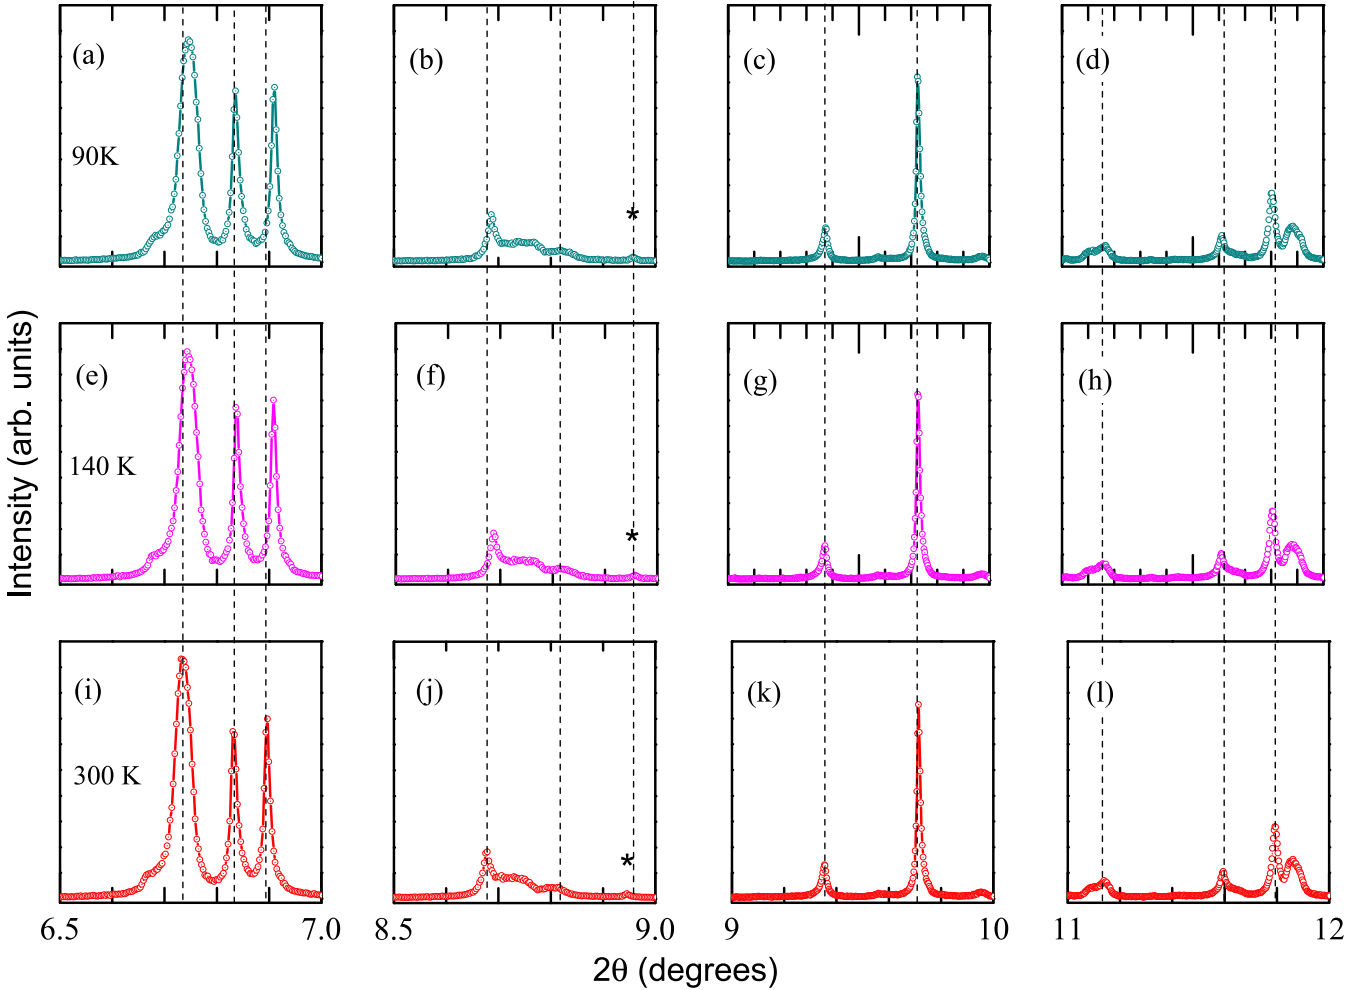 (a)
(b)
(c)
(d)
90K
*
(e)
(f)
(g)
(h)
140 K
*
(i)
(j)
(k)
(l)
300 K
*
6.5
7.0
8.5
9.0
9
10
11
12
2θ (degrees)
Intensity (arb. units)